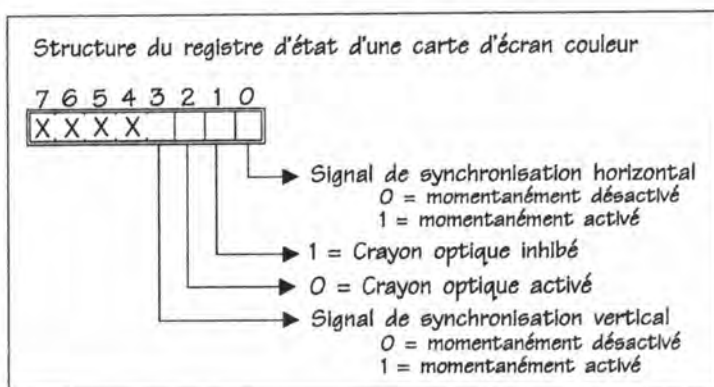 Structure du registre d'état d'une carte d'écran couleur
7 6 5 4 3 2 1 0
X X X X
Signal de synchronisation horizontal
0 = momentanément désactivé
1 = momentanément activé
1 = Crayon optique inhibé
0 = Crayon optique activé
Signal de synchronisation vertical
0 = momentanément désactivé
1 = momentanément activé